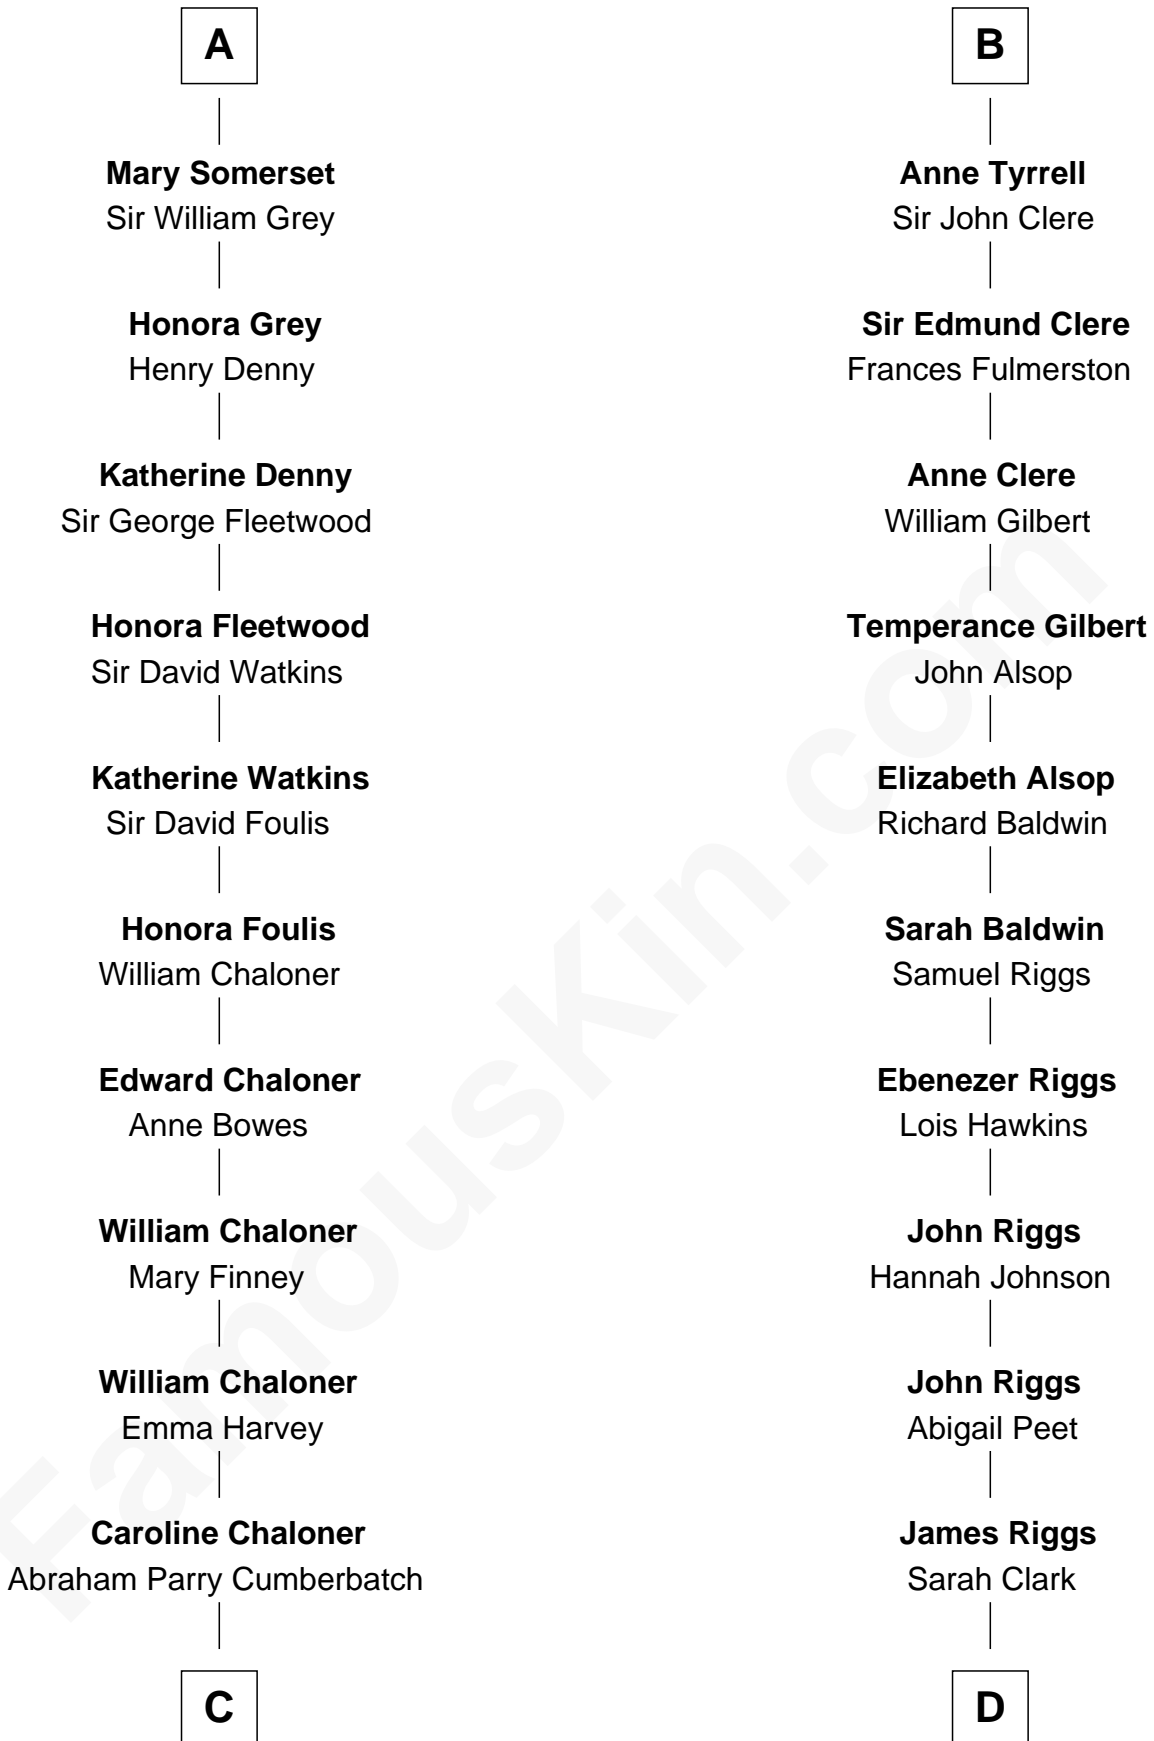 A
Mary Somerset
Sir William Grey
Honora Grey
Henry Denny
Katherine Denny
Sir George Fleetwood
Honora Fleetwood
Sir David Watkins
Katherine Watkins
Sir David Foulis
Honora Foulis
William Chaloner
Edward Chaloner
Anne Bowes
William Chaloner
Mary Finney
William Chaloner
Emma Harvey
Caroline Chaloner
Abraham Parry Cumberbatch
C
B
Anne Tyrrell
Sir John Clere
Sir Edmund Clere
Frances Fulmerston
Anne Clere
William Gilbert
Temperance Gilbert
John Alsop
Elizabeth Alsop
Richard Baldwin
Sarah Baldwin
Samuel Riggs
Ebenezer Riggs
Lois Hawkins
John Riggs
Hannah Johnson
John Riggs
Abigail Peet
James Riggs
Sarah Clark
D
FamousKin.com